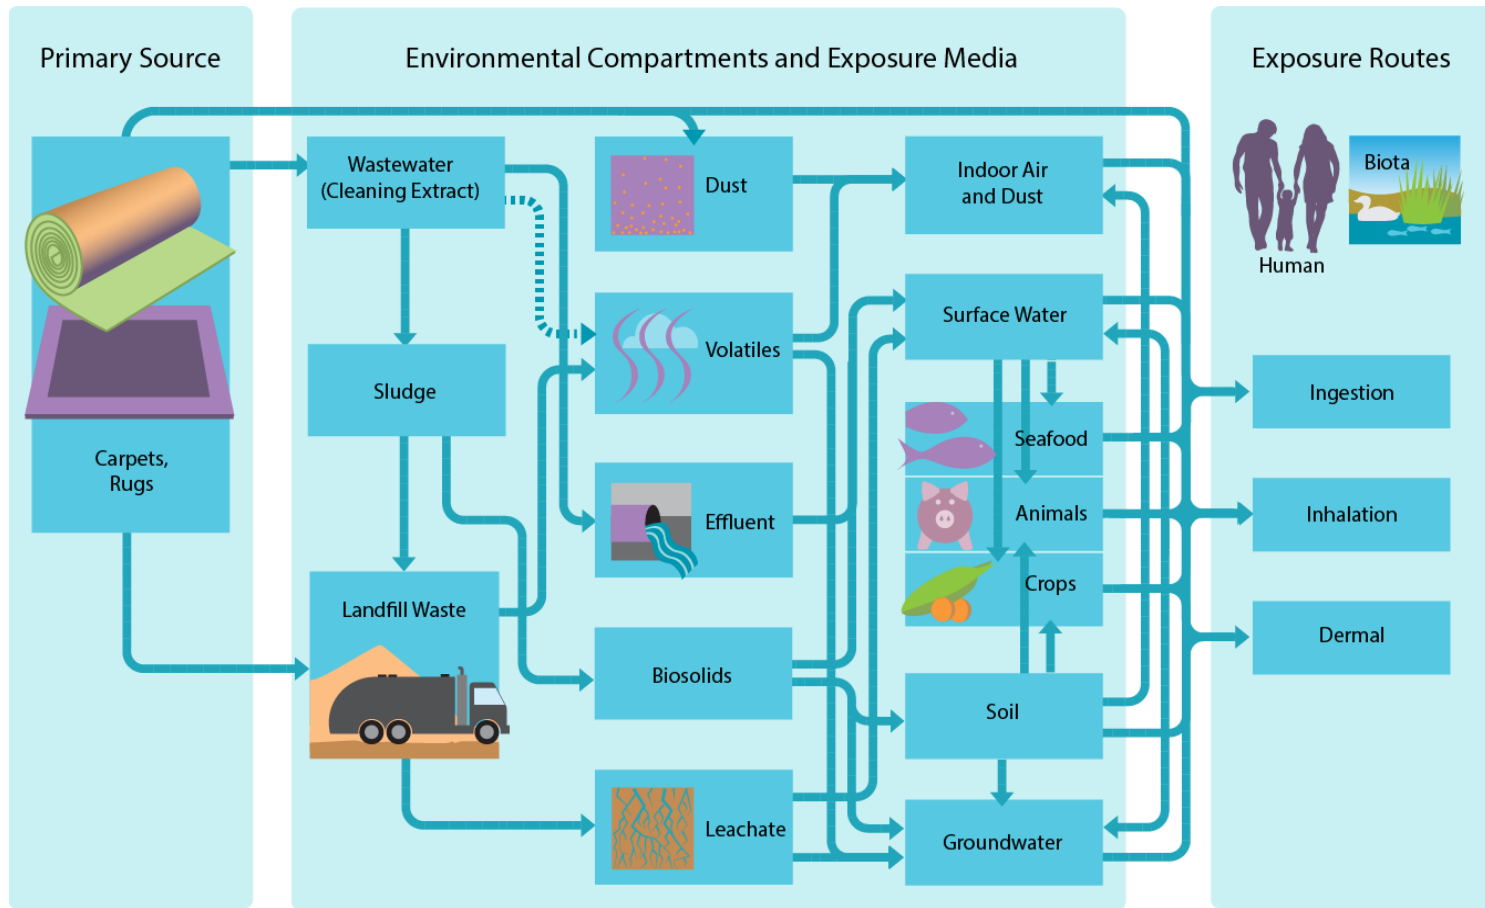 Primary Source
Environmental Compartments and Exposure Media
Exposure Routes
Carpets,
Rugs
Wastewater
(Cleaning Extract)
Sludge
Landfill Waste
Dust
Volatiles
Effluent
Biosolids
Leachate
Indoor Air
and Dust
Surface Water
Seafood
Animals
Crops
Soil
Groundwater
Biota
Human
Ingestion
Inhalation
Dermal